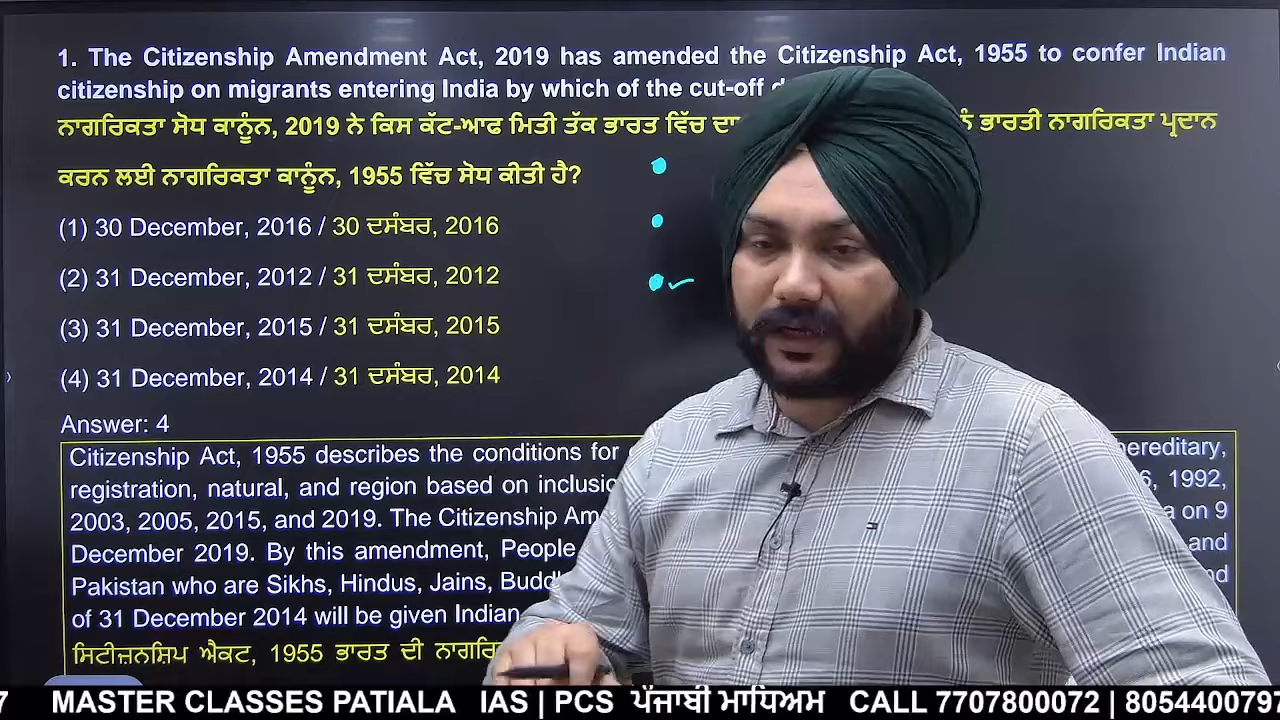 1. The Citizenship Amendment Act, 2019 has amended the Citizenship Act, 1955 to confer Indian
citizenship on migrants entering India by which of the cut-off
ਨਾਗਰਿਕਤਾ ਸੋਧ ਕਾਨੂੰਨ, 2019 ਨੇ ਕਿਸ ਕੱਟ-ਆਫ ਮਿਤੀ ਤੱਕ ਭਾਰਤ ਵਿੱਚ ਭਾਰਤੀ ਨਾਗਰਿਕਤਾ ਪ੍ਰਦਾਨ
ਕਰਨ ਲਈ ਨਾਗਰਿਕਤਾ ਕਾਨੂੰਨ, 1955 ਵਿੱਚ ਸੋਧ ਕੀਤੀ ਹੈ?
(1) 30 December, 2016 / 30 ਦਸੰਬਰ, 2016
(2) 31 December, 2012 / 31 ਦਸੰਬਰ, 2012
(3) 31 December, 2015 / 31 ਦਸੰਬਰ, 2015
(4) 31 December, 2014 / 31 ਦਸੰਬਰ, 2014
Answer: 4
Citizenship Act, 1955 describes the conditions for hereditary,
registration, natural, and region based on 1992,
2003, 2005, 2015, and 2019. The Citizenship on 9
December 2019. By this amendment, People and
Pakistan who are Sikhs, Hindus, Jains,
of 31 December 2014 will be given Indian
ਸਿਟੀਜ਼ਨਸ਼ਿਪ ਐਕਟ, 1955 ਭਾਰਤ ਦੀ
MASTER CLASSES PATIALA IAS | PCS ਪੰਜਾਬੀ ਮਾਧਿਅਮ CALL 7707800072 | 805440079